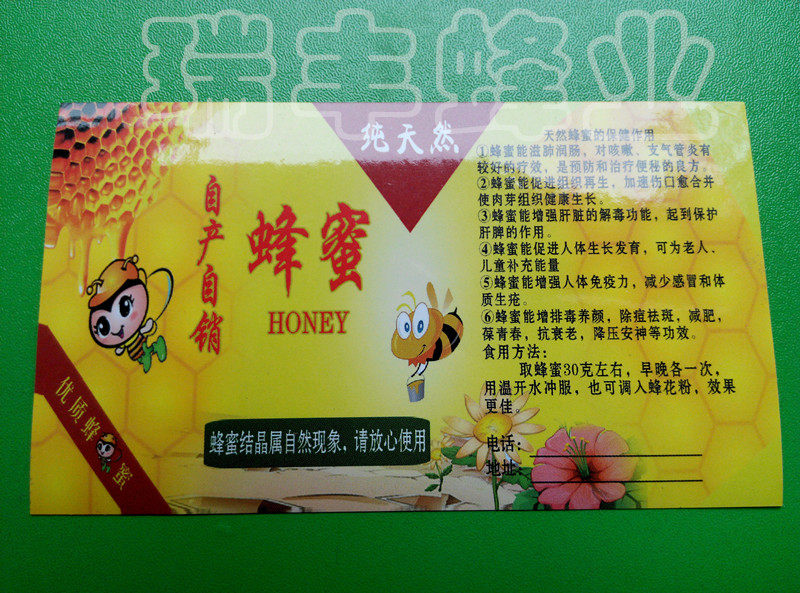 瑞丰蜂业
纯天然
自产自销
蜂蜜
HONEY
优质蜂蜜
蜂蜜结晶属自然现象，请放心使用
天然蜂蜜的保健作用
①蜂蜜能滋肺润肠，对咳嗽、支气管炎有
较好的疗效，是预防和治疗便秘的良方。
②蜂蜜能促进组织再生，加速伤口愈合并
使肉芽组织健康生长。
③蜂蜜能增强肝脏的解毒功能，起到保护
肝脾的作用。
④蜂蜜能促进人体生长发育，可为老人、
儿童补充能量
⑤蜂蜜能增强人体免疫力，减少感冒和体
质生疮。
⑥蜂蜜能增排毒养颜，除痘祛斑，减肥，
葆青春，抗衰老，降压安神等功效。
食用方法：
取蜂蜜30克左右，早晚各一次，
用温开水冲服，也可调入蜂花粉，效果
更佳。
电话：
地址：